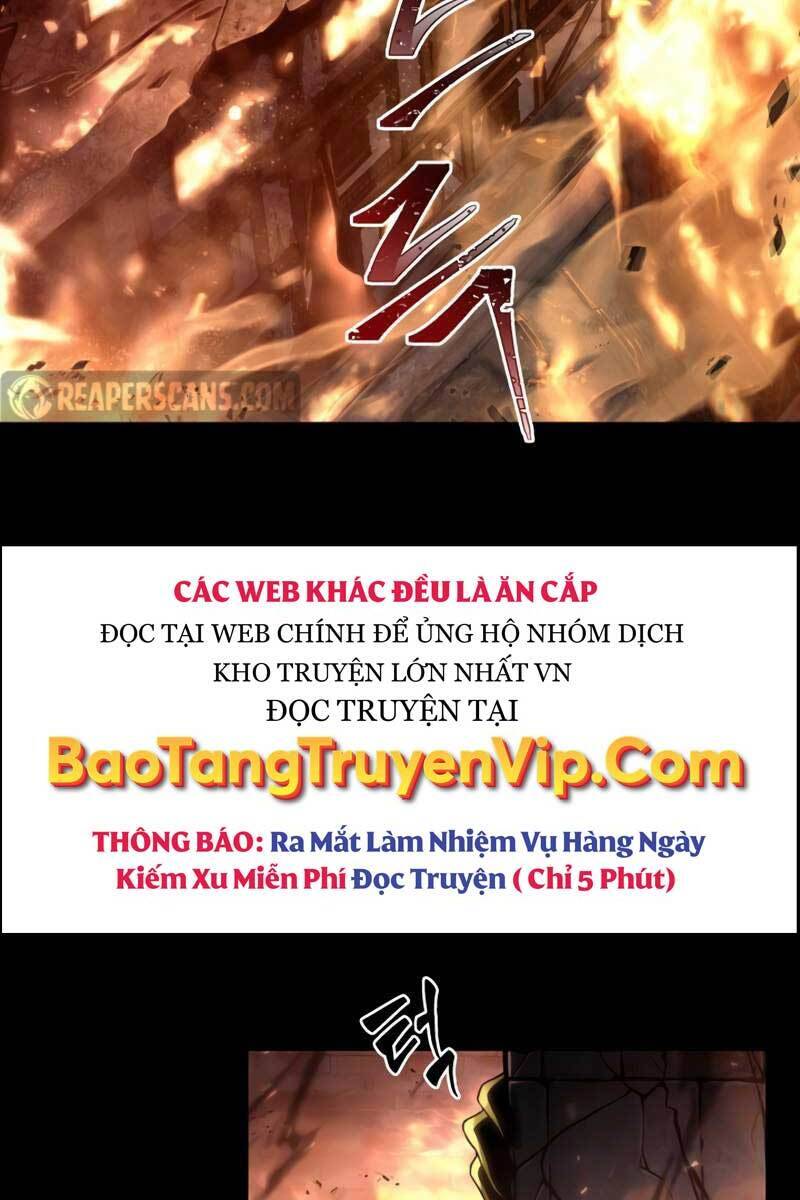 REAPERSCANS.COM
CÁC WEB KHÁC ĐỀU LÀ ĂN CẮP
ĐỌC TẠI WEB CHÍNH ĐỂ ỦNG HỘ NHÓM DỊCH
KHO TRUYỆN LỚN NHẤT VN
ĐỌC TRUYỆN TẠI
BaoTangTruyenVip.Com
THÔNG BÁO: Ra Mắt Làm Nhiệm Vụ Hàng Ngày
Kiếm Xu Miễn Phí Đọc Truyện ( Chỉ 5 Phút)
턱